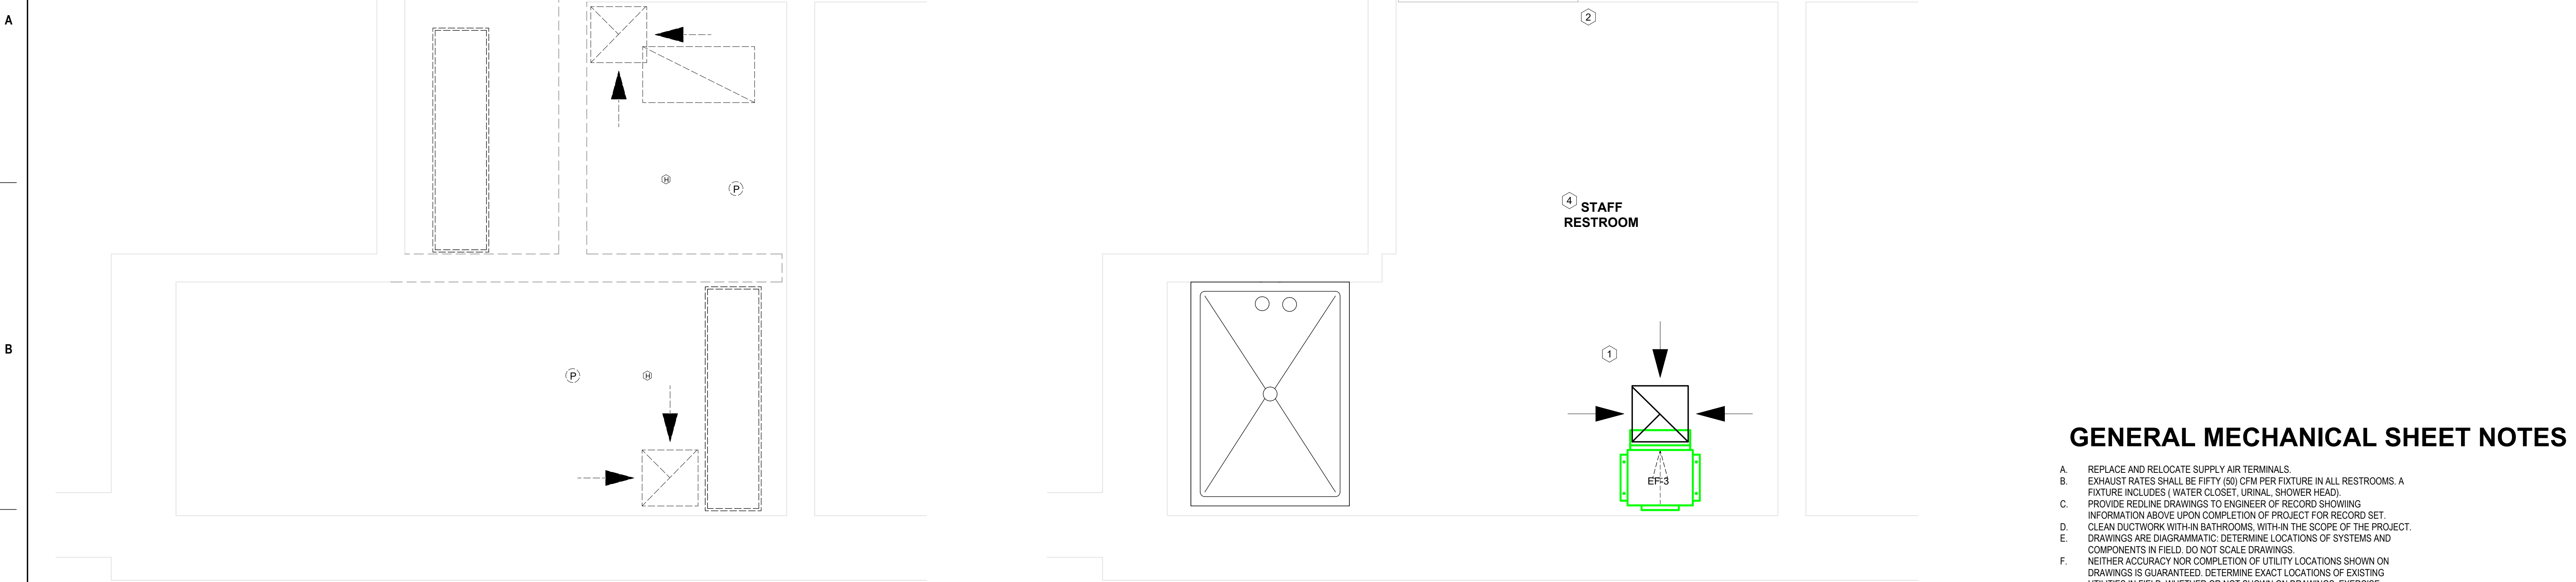 A
2
H
P
4
STAFF
RESTROOM
B
1
P
H
EF-3
GENERAL MECHANICAL SHEET NOTES
A. REPLACE AND RELOCATE SUPPLY AIR TERMINALS.
B. EXHAUST RATES SHALL BE FIFTY (50) CFM PER FIXTURE IN ALL RESTROOMS. A
FIXTURE INCLUDES ( WATER CLOSET, URINAL, SHOWER HEAD).
C. PROVIDE REDLINE DRAWINGS TO ENGINEER OF RECORD SHOWIING
INFORMATION ABOVE UPON COMPLETION OF PROJECT FOR RECORD SET.
D. CLEAN DUCTWORK WITH-IN BATHROOMS, WITH-IN THE SCOPE OF THE PROJECT.
E. DRAWINGS ARE DIAGRAMMATIC: DETERMINE LOCATIONS OF SYSTEMS AND
COMPONENTS IN FIELD. DO NOT SCALE DRAWINGS.
F. NEITHER ACCURACY NOR COMPLETION OF UTILITY LOCATIONS SHOWN ON
DRAWINGS IS GUARANTEED. DETERMINE EXACT LOCATIONS OF EXISTING